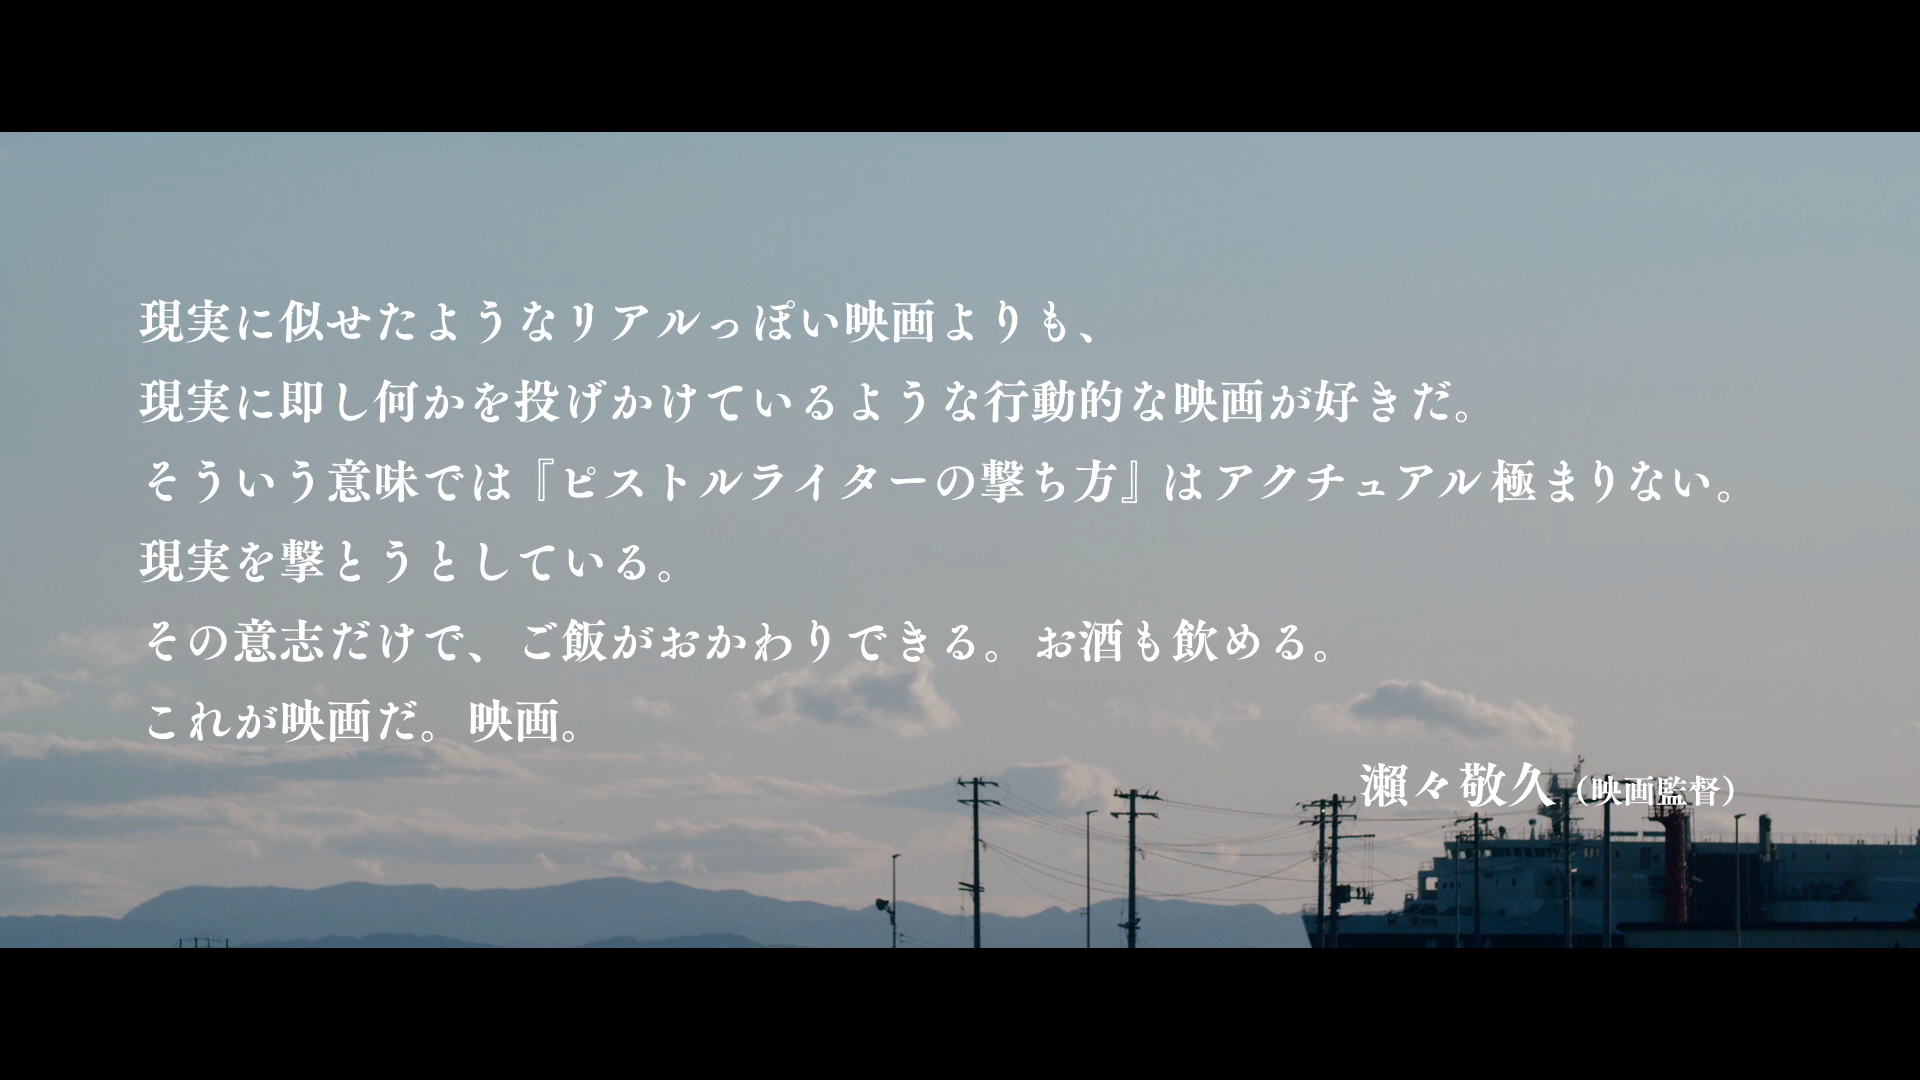 現実に似せたようなリアルっぽい映画よりも、
現実に即し何かを投げかけているような行動的な映画が好きだ。
そういう意味では『ピストルライターの撃ち方』はアクチュアル極まりない。
現実を撃とうとしている。
その意志だけで、ご飯がおかわりできる。お酒も飲める。
これが映画だ。映画。
瀨々敬久（映画監督）